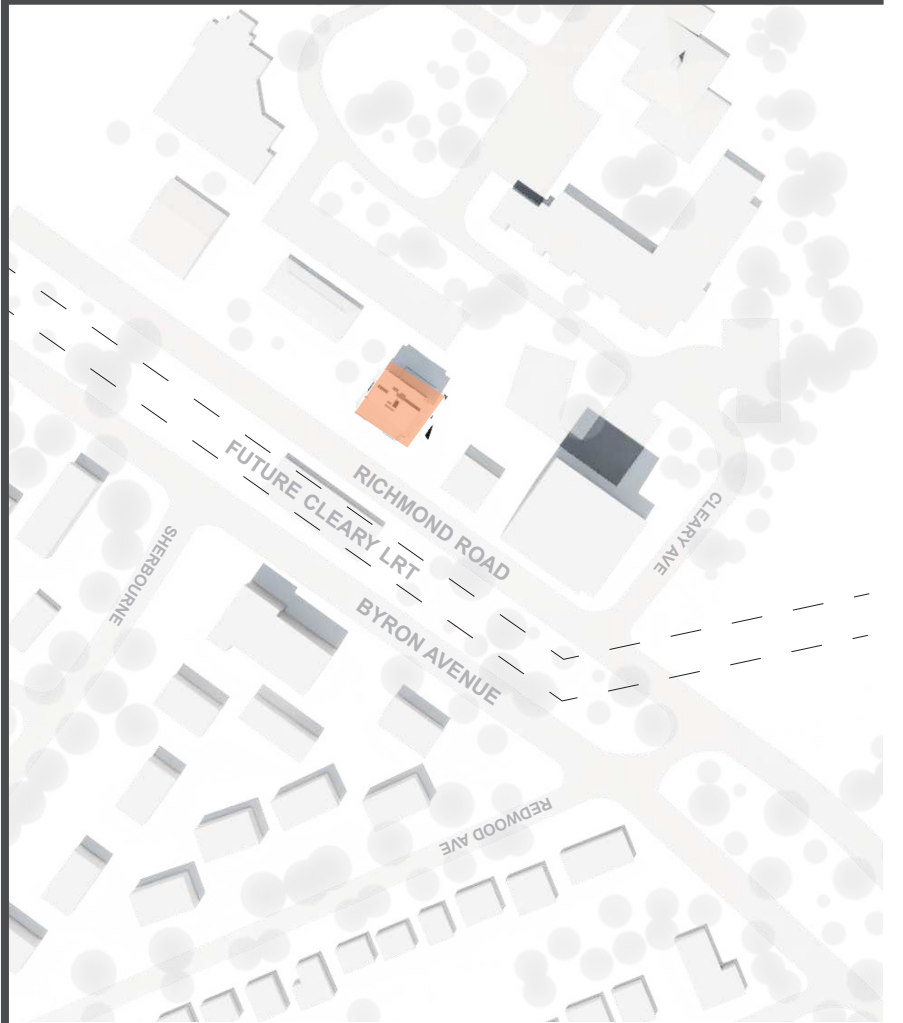 FUTURE CLEARY LRT
RICHMOND ROAD
CLEARY AVE
SHERBOURNE
BYRON AVENUE
REDWOOD AVE